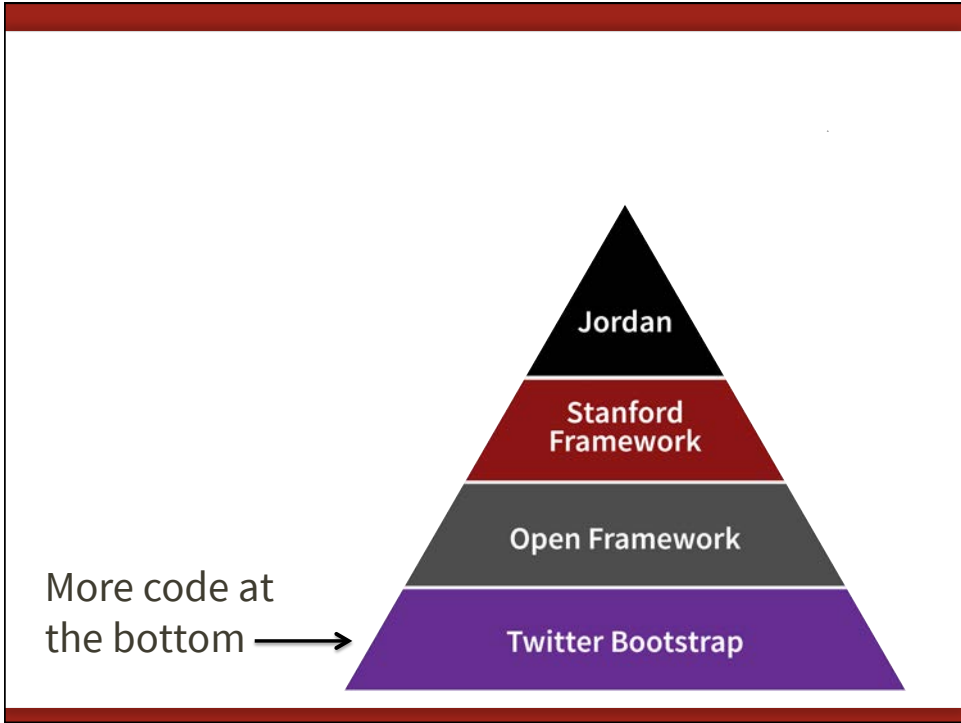 Jordan
Stanford
Framework
Open Framework
More code at
the bottom
Twitter Bootstrap